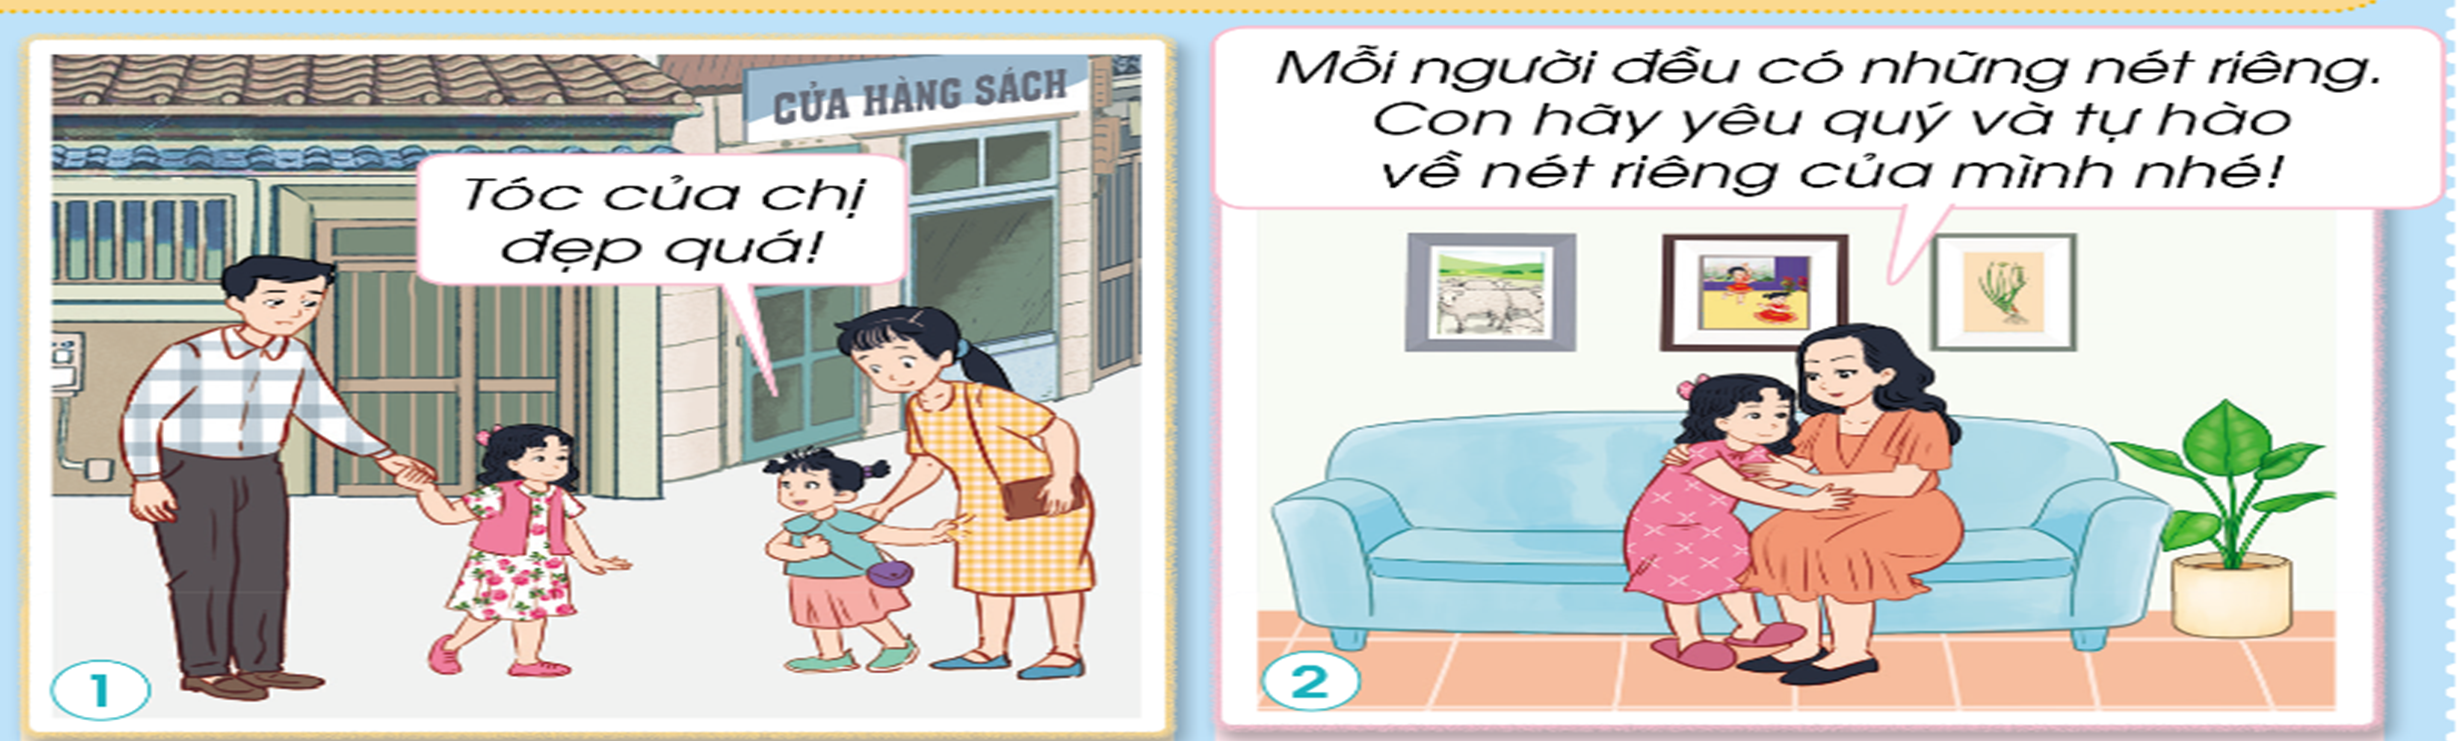 CỬA HÀNG SÁCH
Tóc của chị
đẹp quá!
1
Mỗi người đều có những nét riêng.
Con hãy yêu quý và tự hào
về nét riêng của mình nhé!
2